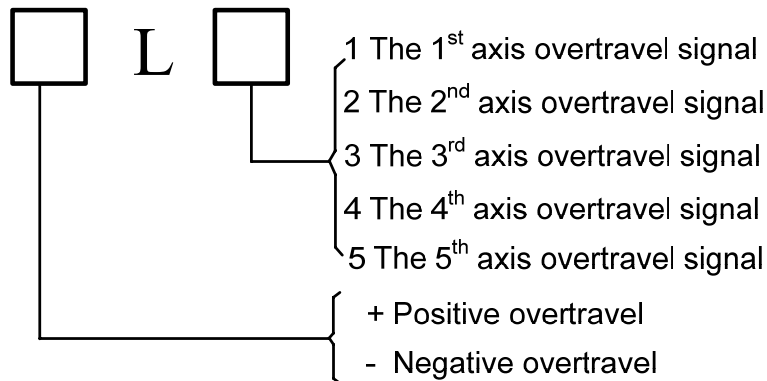 L
1 The 1st axis overtravel signal
2 The 2nd axis overtravel signal
3 The 3rd axis overtravel signal
4 The 4th axis overtravel signal
5 The 5th axis overtravel signal
+ Positive overtravel
- Negative overtravel